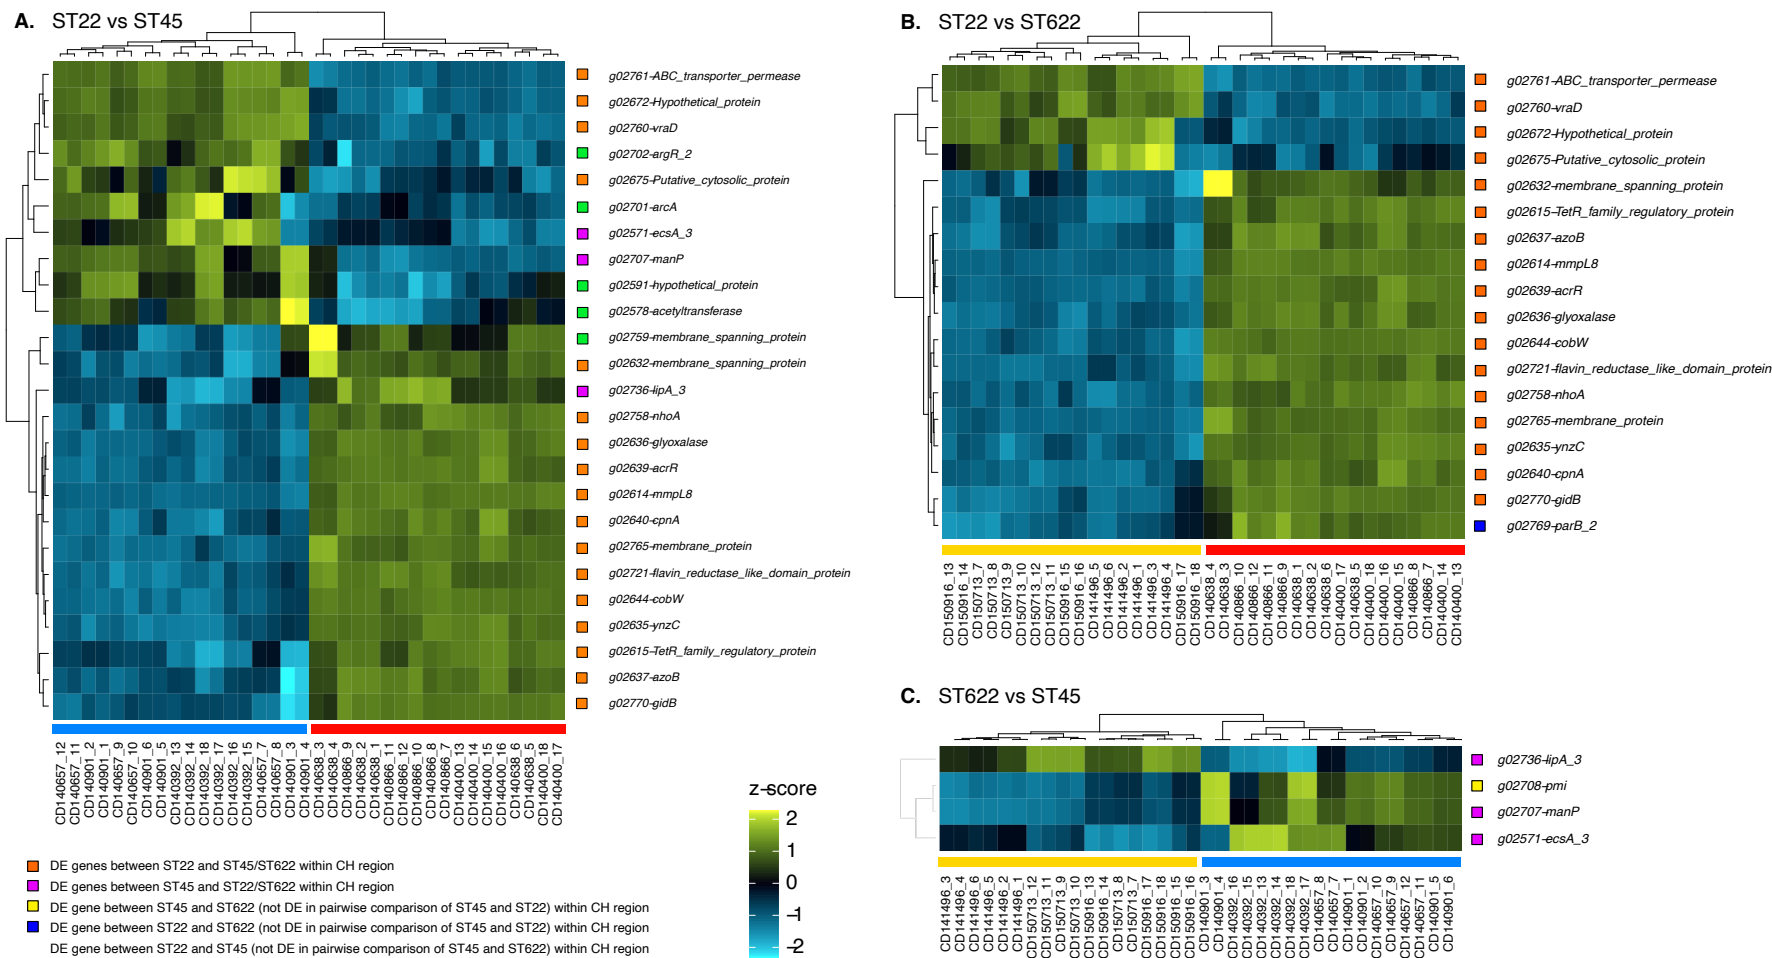 A. ST22 vs ST45
g02761-ABC_transporter_permease
g02672-Hypothetical_protein
g02760-vraD
g02702-argR_2
g02675-Putative_cytosolic_protein
g02701-arcA
g02571-ecsA_3
g02707-manP
g02591-hypothetical_protein
g02578-acetyltransferase
g02759-membrane_spanning_protein
g02632-membrane_spanning_protein
g02736-lipA_3
g02758-nhoA
g02636-glyoxalase
g02639-acrR
g02614-mmpL8
g02640-cpnA
g02765-membrane_protein
g02721-flavin_reductase_like_domain_protein
g02644-cobW
g02635-ynzC
g02615-TetR_family_regulatory_protein
g02637-azoB
g02770-gidB
CD140657_12
CD140657_11
CD140901_2
CD140901_1
CD140657_9
CD140657_10
CD140901_6
CD140901_5
CD140392_13
CD140392_14
CD140392_18
CD140392_17
CD140392_16
CD140392_15
CD140657_7
CD140657_8
CD140901_3
CD140901_4
CD140638_3
CD140638_4
CD140866_9
CD140638_2
CD140638_1
CD140866_11
CD140866_12
CD140866_10
CD140866_8
CD140866_7
CD140400_13
CD140400_14
CD140400_15
CD140400_16
CD140638_6
CD140638_5
CD140400_18
CD140400_17
B. ST22 vs ST622
g02761-ABC_transporter_permease
g02760-vraD
g02672-Hypothetical_protein
g02675-Putative_cytosolic_protein
g02632-membrane_spanning_protein
g02615-TetR_family_regulatory_protein
g02637-azoB
g02614-mmpL8
g02639-acrR
g02636-glyoxalase
g02644-cobW
g02721-flavin_reductase_like_domain_protein
g02758-nhoA
g02765-membrane_protein
g02635-ynzC
g02640-cpnA
g02770-gidB
g02769-parB_2
CD150916_13
CD150916_14
CD150713_7
CD150713_8
CD150713_9
CD150713_10
CD150713_12
CD150713_11
CD150916_15
CD150916_16
CD141496_5
CD141496_6
CD141496_2
CD141496_1
CD141496_3
CD141496_4
CD150916_17
CD150916_18
CD140638_4
CD140638_3
CD140866_10
CD140866_12
CD140866_11
CD140866_9
CD140638_1
CD140638_2
CD140638_6
CD140400_17
CD140638_5
CD140400_18
CD140400_16
CD140400_15
CD140866_8
CD140866_7
CD140400_14
CD140400_13
C. ST622 vs ST45
g02736-lipA_3
g02708-pmi
g02707-manP
g02571-ecsA_3
CD141496_3
CD141496_4
CD141496_6
CD141496_5
CD141496_2
CD141496_1
CD150713_12
CD150713_11
CD150713_9
CD150713_10
CD150916_13
CD150916_14
CD150713_8
CD150713_7
CD150916_17
CD150916_18
CD150916_15
CD150916_16
CD140901_3
CD140901_4
CD140392_16
CD140392_15
CD140392_13
CD140392_14
CD140392_18
CD140392_17
CD140657_8
CD140657_7
CD140901_1
CD140901_2
CD140657_10
CD140657_9
CD140657_12
CD140657_11
CD140901_5
CD140901_6
z-score
2
1
0
-1
-2
DE genes between ST22 and ST45/ST622 within CH region
DE genes between ST45 and ST22/ST622 within CH region
DE gene between ST45 and ST622 (not DE in pairwise comparison of ST45 and ST22) within CH region
DE gene between ST22 and ST622 (not DE in pairwise comparison of ST45 and ST22) within CH region
DE gene between ST22 and ST45 (not DE in pairwise comparison of ST45 and ST622) within CH region